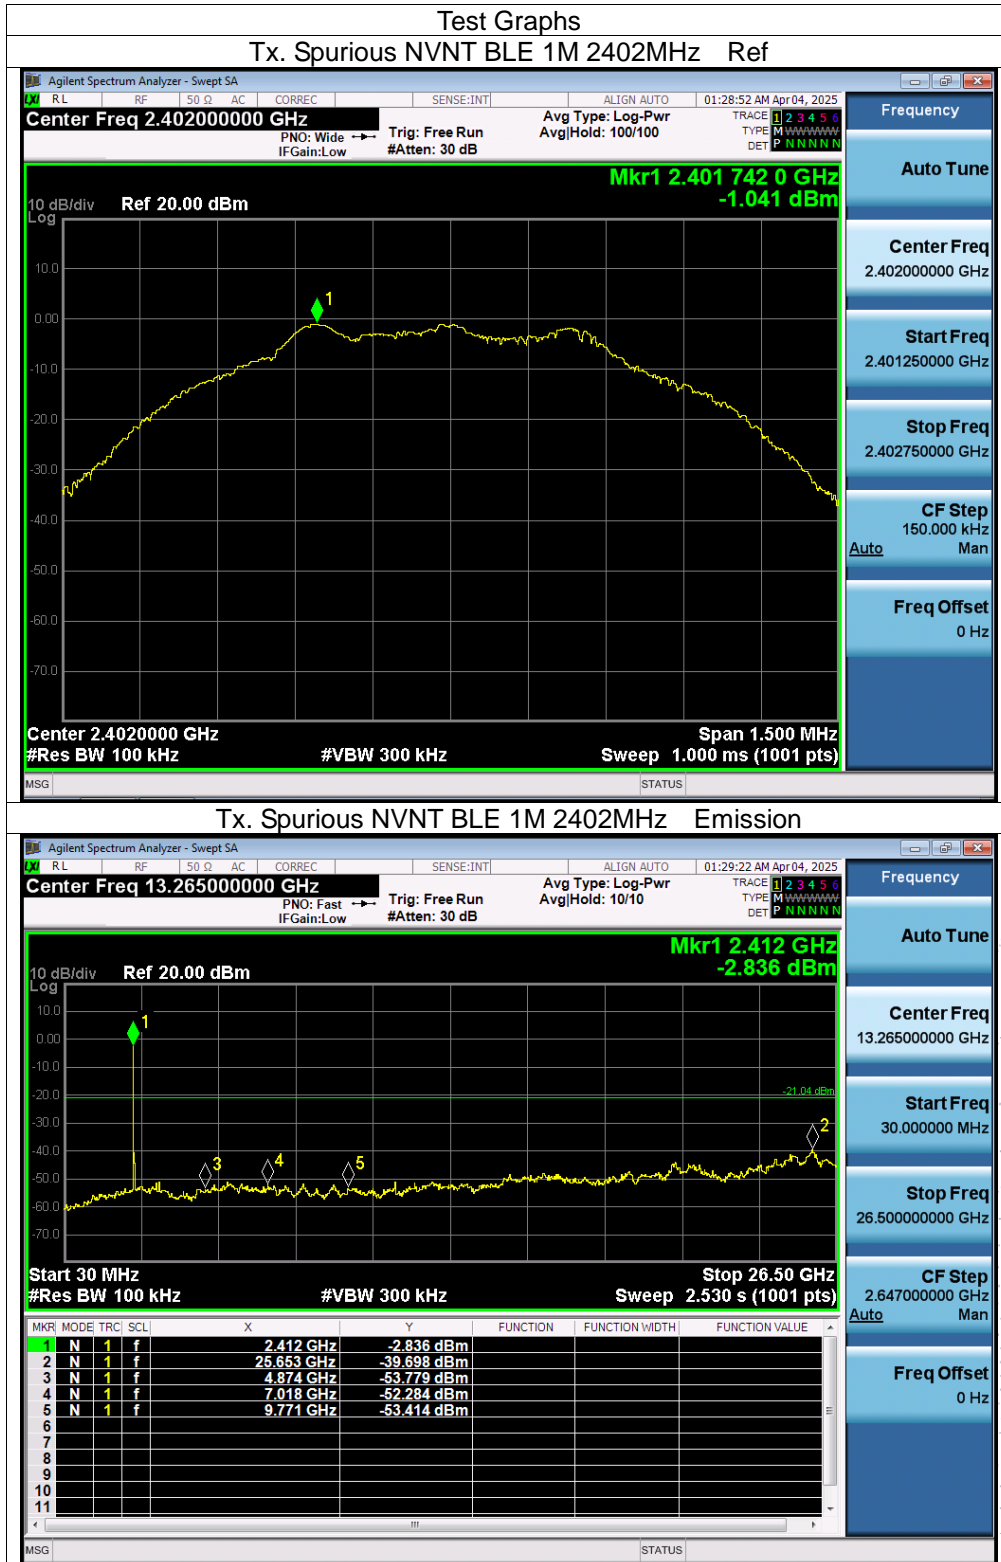 Test Graphs
Tx. Spurious NVNT BLE 1M 2402MHz Ref
Agilent Spectrum Analyzer - Swept SA
LXI RL RF 50 Ω AC CORREC SENSE:INT ALIGN AUTO 01:28:52 AM Apr 04, 2025
Center Freq 2.402000000 GHz
PNO: Wide
IFGain:Low
Trig: Free Run
#Atten: 30 dB
Avg Type: Log-Pwr
Avg|Hold: 100/100
TRACE 1 2 3 4 5 6
TYPE M WWWWW
DET P N N N N N
Mkr1 2.401 742 0 GHz
-1.041 dBm
10 dB/div Ref 20.00 dBm
Log
10.0
0.00
-10.0
-20.0
-30.0
-40.0
-50.0
-60.0
-70.0
1
Center 2.4020000 GHz Span 1.500 MHz
#Res BW 100 kHz #VBW 300 kHz Sweep 1.000 ms (1001 pts)
MSG STATUS
Frequency
Auto Tune
Center Freq
2.402000000 GHz
Start Freq
2.401250000 GHz
Stop Freq
2.402750000 GHz
CF Step
150.000 kHz
Auto Man
Freq Offset
0 Hz
Tx. Spurious NVNT BLE 1M 2402MHz Emission
Agilent Spectrum Analyzer - Swept SA
LXI RL RF 50 Ω AC CORREC SENSE:INT ALIGN AUTO 01:29:22 AM Apr 04, 2025
Center Freq 13.265000000 GHz
PNO: Fast
IFGain:Low
Trig: Free Run
#Atten: 30 dB
Avg Type: Log-Pwr
Avg|Hold: 10/10
TRACE 1 2 3 4 5 6
TYPE M WWWWW
DET P N N N N N
Mkr1 2.412 GHz
-2.836 dBm
10 dB/div Ref 20.00 dBm
Log
10.0
0.00
-10.0
-20.0
-30.0
-40.0
-50.0
-60.0
-70.0
-21.04 dBm
1
2
3
4
5
Start 30 MHz Stop 26.50 GHz
#Res BW 100 kHz #VBW 300 kHz Sweep 2.530 s (1001 pts)
MKR MODE TRC SCL X Y FUNCTION FUNCTION WIDTH FUNCTION VALUE
1 N 1 f 2.412 GHz -2.836 dBm
2 N 1 f 25.653 GHz -39.698 dBm
3 N 1 f 4.874 GHz -53.779 dBm
4 N 1 f 7.018 GHz -52.284 dBm
5 N 1 f 9.771 GHz -53.414 dBm
6
7
8
9
10
11
MSG STATUS
Frequency
Auto Tune
Center Freq
13.265000000 GHz
Start Freq
30.000000 MHz
Stop Freq
26.500000000 GHz
CF Step
2.647000000 GHz
Auto Man
Freq Offset
0 Hz